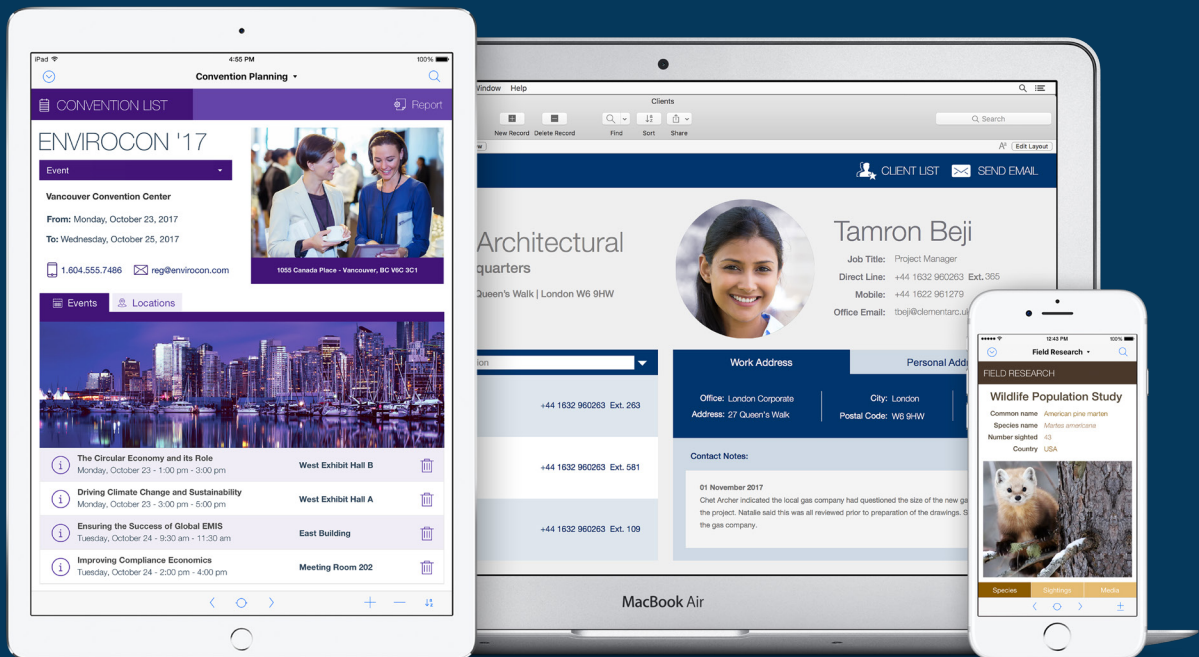 iPad
4:55 PM
100%
Convention Planning
CONVENTION LIST
Report
ENVIROCON '17
Event
Vancouver Convention Center
From: Monday, October 23, 2017
To: Wednesday, October 25, 2017
1.604.555.7486
reg@envirocon.com
1055 Canada Place - Vancouver, BC V6C 3C1
Events
Locations
The Circular Economy and its Role
Monday, October 23 - 1:00 pm - 3:00 pm
West Exhibit Hall B
Driving Climate Change and Sustainability
Monday, October 23 - 3:00 pm - 5:00 pm
West Exhibit Hall A
Ensuring the Success of Global EMIS
Tuesday, October 24 - 9:30 am - 11:30 am
East Building
Improving Compliance Economics
Tuesday, October 24 - 2:00 pm - 4:00 pm
Meeting Room 202
Window Help
Clients
New Record Delete Record Find Sort Share
Search
Edit Layout
CLIENT LIST
SEND EMAIL
Architectural
quarters
Queen's Walk | London W6 9HW
Tamron Beji
Job Title: Project Manager
Direct Line: +44 1632 960263 Ext. 365
Mobile: +44 1622 961279
Office Email: tbeji@clementarc.uk
+44 1632 960263 Ext. 263
+44 1632 960263 Ext. 581
+44 1632 960263 Ext. 109
Work Address
Personal Addr
Office: London Corporate
Address: 27 Queen's Walk
City: London
Postal Code: W6 9HW
Contact Notes:
01 November 2017
Chet Archer indicated the local gas company had questioned the size of the new ga
the project. Natalie said this was all reviewed prior to preparation of the drawings. S
the gas company.
MacBook Air
12:43 PM
100%
Field Research
FIELD RESEARCH
Wildlife Population Study
Common name American pine marten
Species name Martes americana
Number sighted 43
Country USA
Species
Sightings
Media